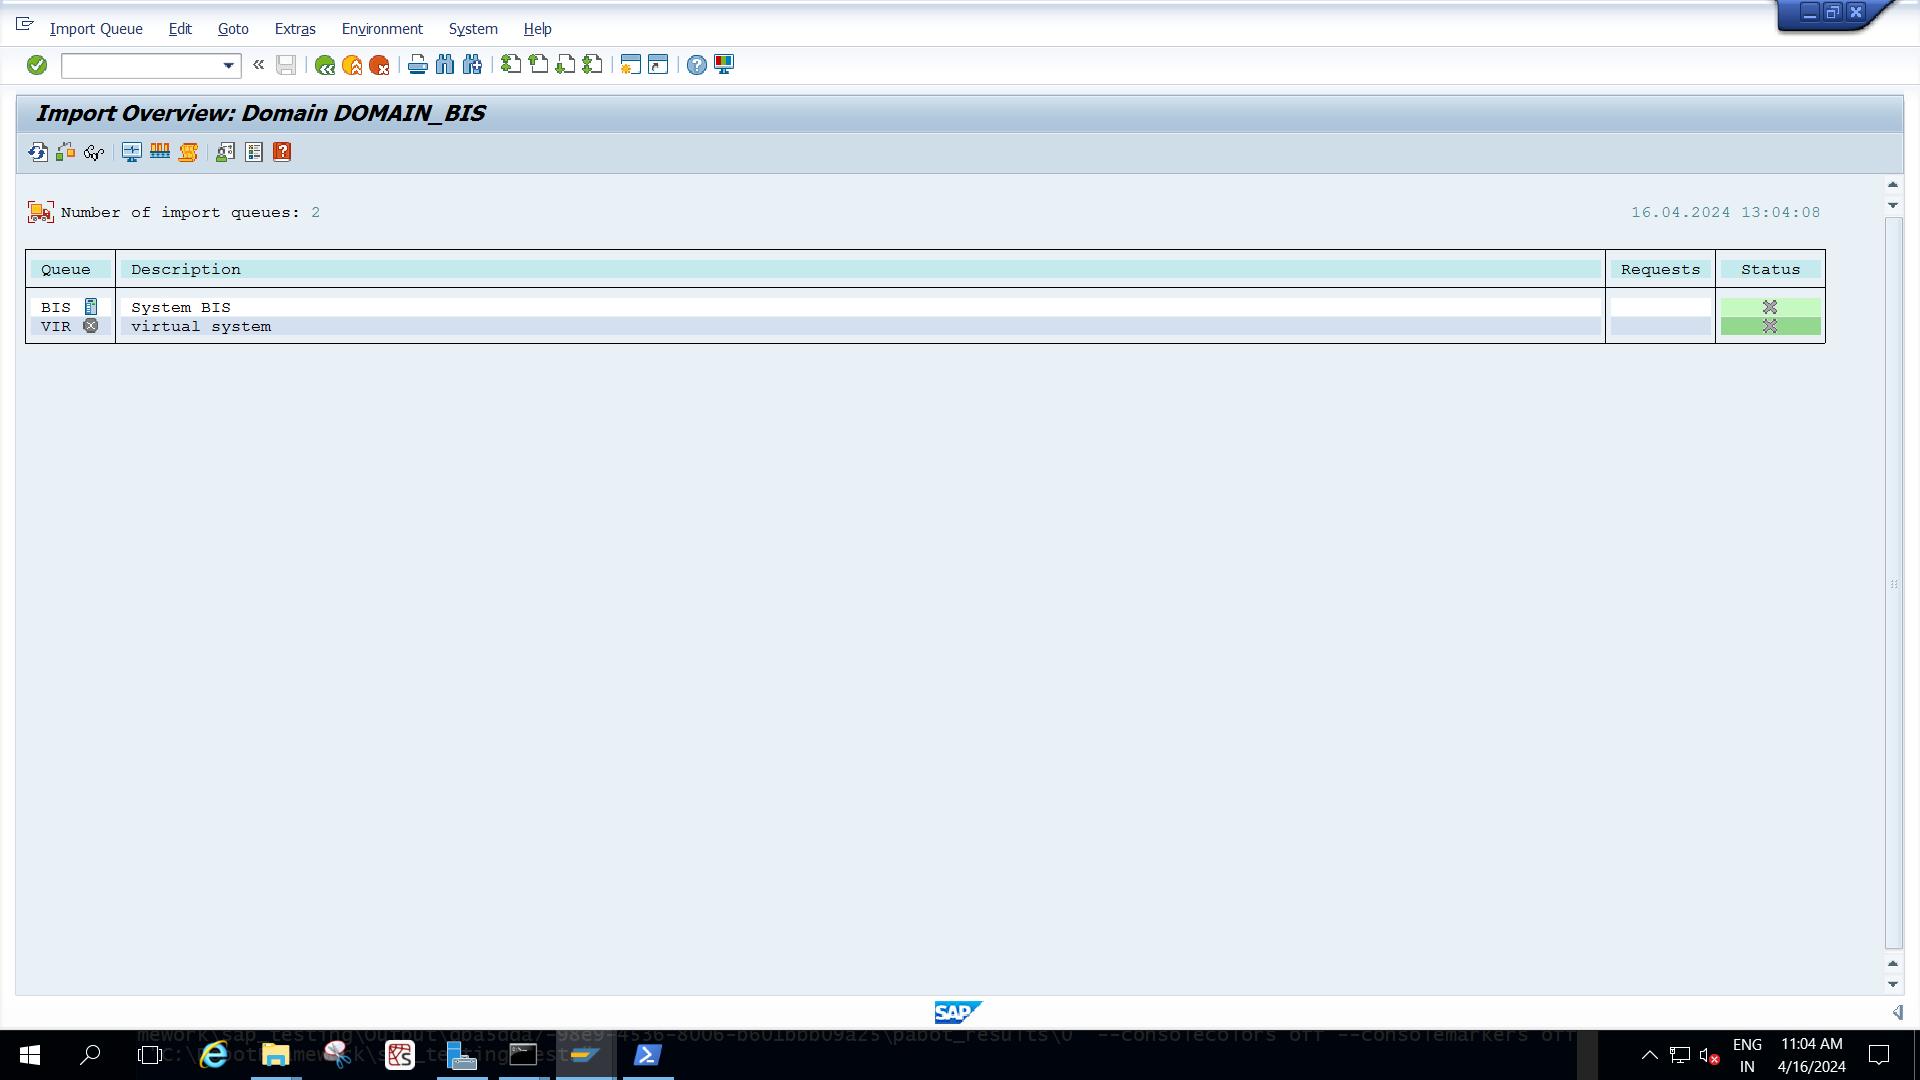 Import Queue Edit Goto Extras Environment System Help
Import Overview: Domain DOMAIN_BIS
Number of import queues: 2 16.04.2024 13:04:08
Queue Description Requests Status
BIS System BIS
VIR virtual system
SAP
ENG 11:04 AM
IN 4/16/2024